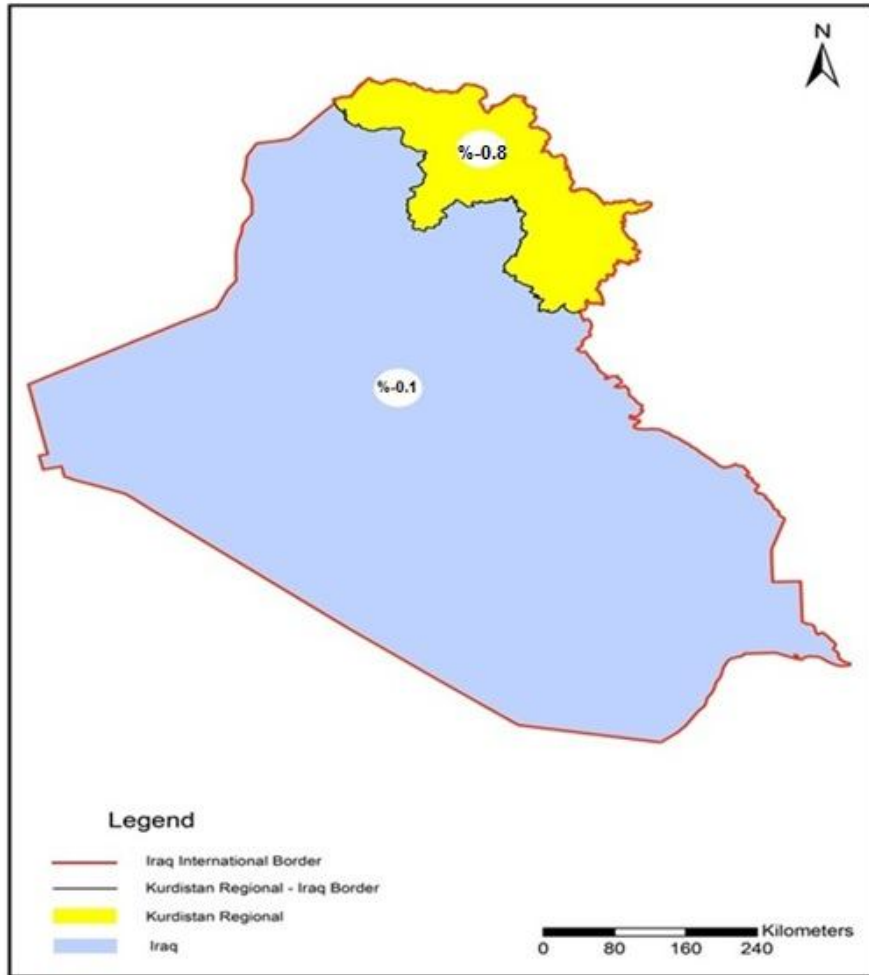 N
%-0.8
%-0.1
Legend
Iraq International Border
Kurdistan Regional - Iraq Border
Kurdistan Regional
Iraq
Kilometers
0 80 160 240